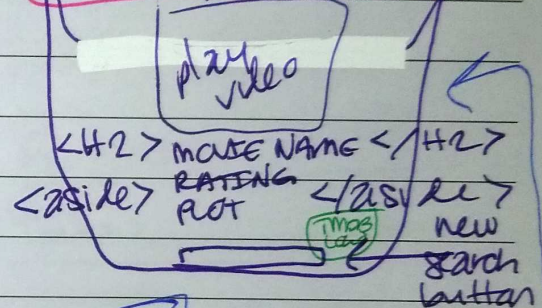 play
video
<H2> MOVIE NAME </H2>
<aside> RATING </aside>
PLOT
new
search
button